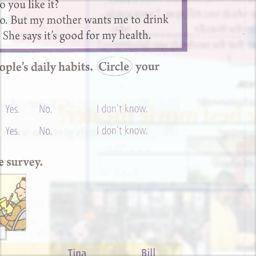 o you like it?
o. But my mother wants me to drink
She says it's good for my health.
ople's daily habits. Circle your
Yes. No. I don't know.
Yes. No. I don't know.
e survey.
Tina Bill